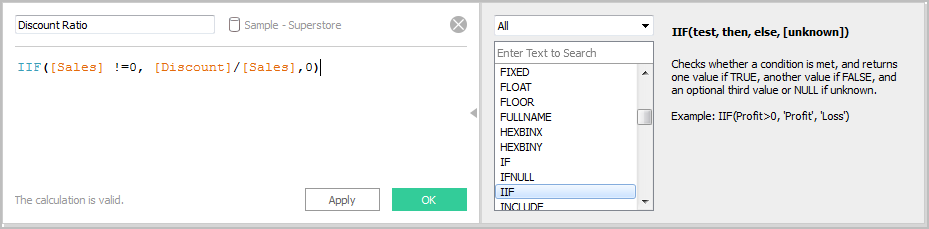 Discount Ratio
Sample - Superstore
IIF([Sales] !=0, [Discount]/[Sales],0)
The calculation is valid.
Apply
OK
All
Enter Text to Search
FIXED
FLOAT
FLOOR
FULLNAME
HEXBINX
HEXBINY
IF
IFNULL
IIF
INCLUDE
IIF(test, then, else, [unknown])
Checks whether a condition is met, and returns
one value if TRUE, another value if FALSE, and
an optional third value or NULL if unknown.
Example: IIF(Profit>0, 'Profit', 'Loss')